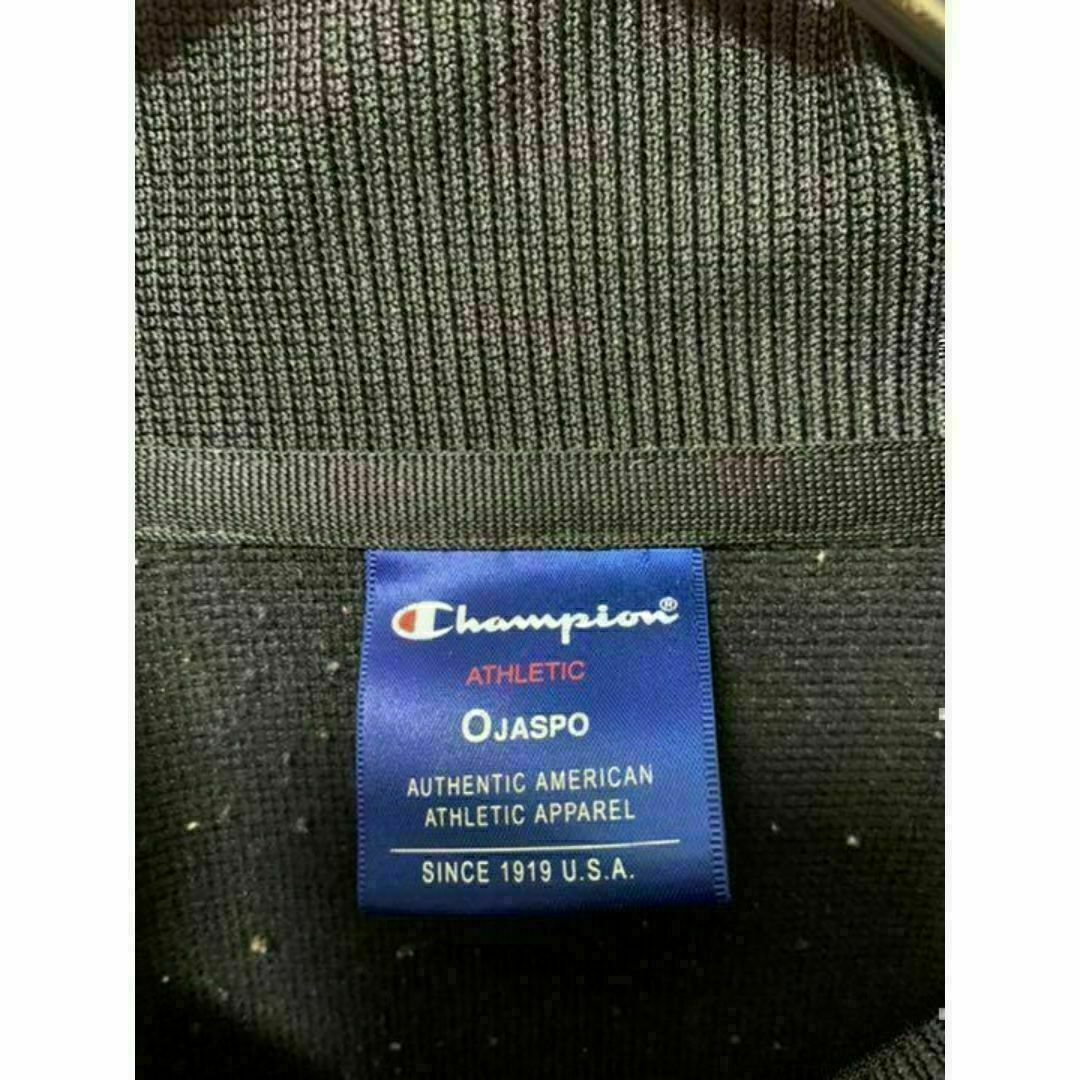 Champion®
ATHLETIC
OJASPO
AUTHENTIC AMERICAN
ATHLETIC APPAREL
SINCE 1919 U.S.A.